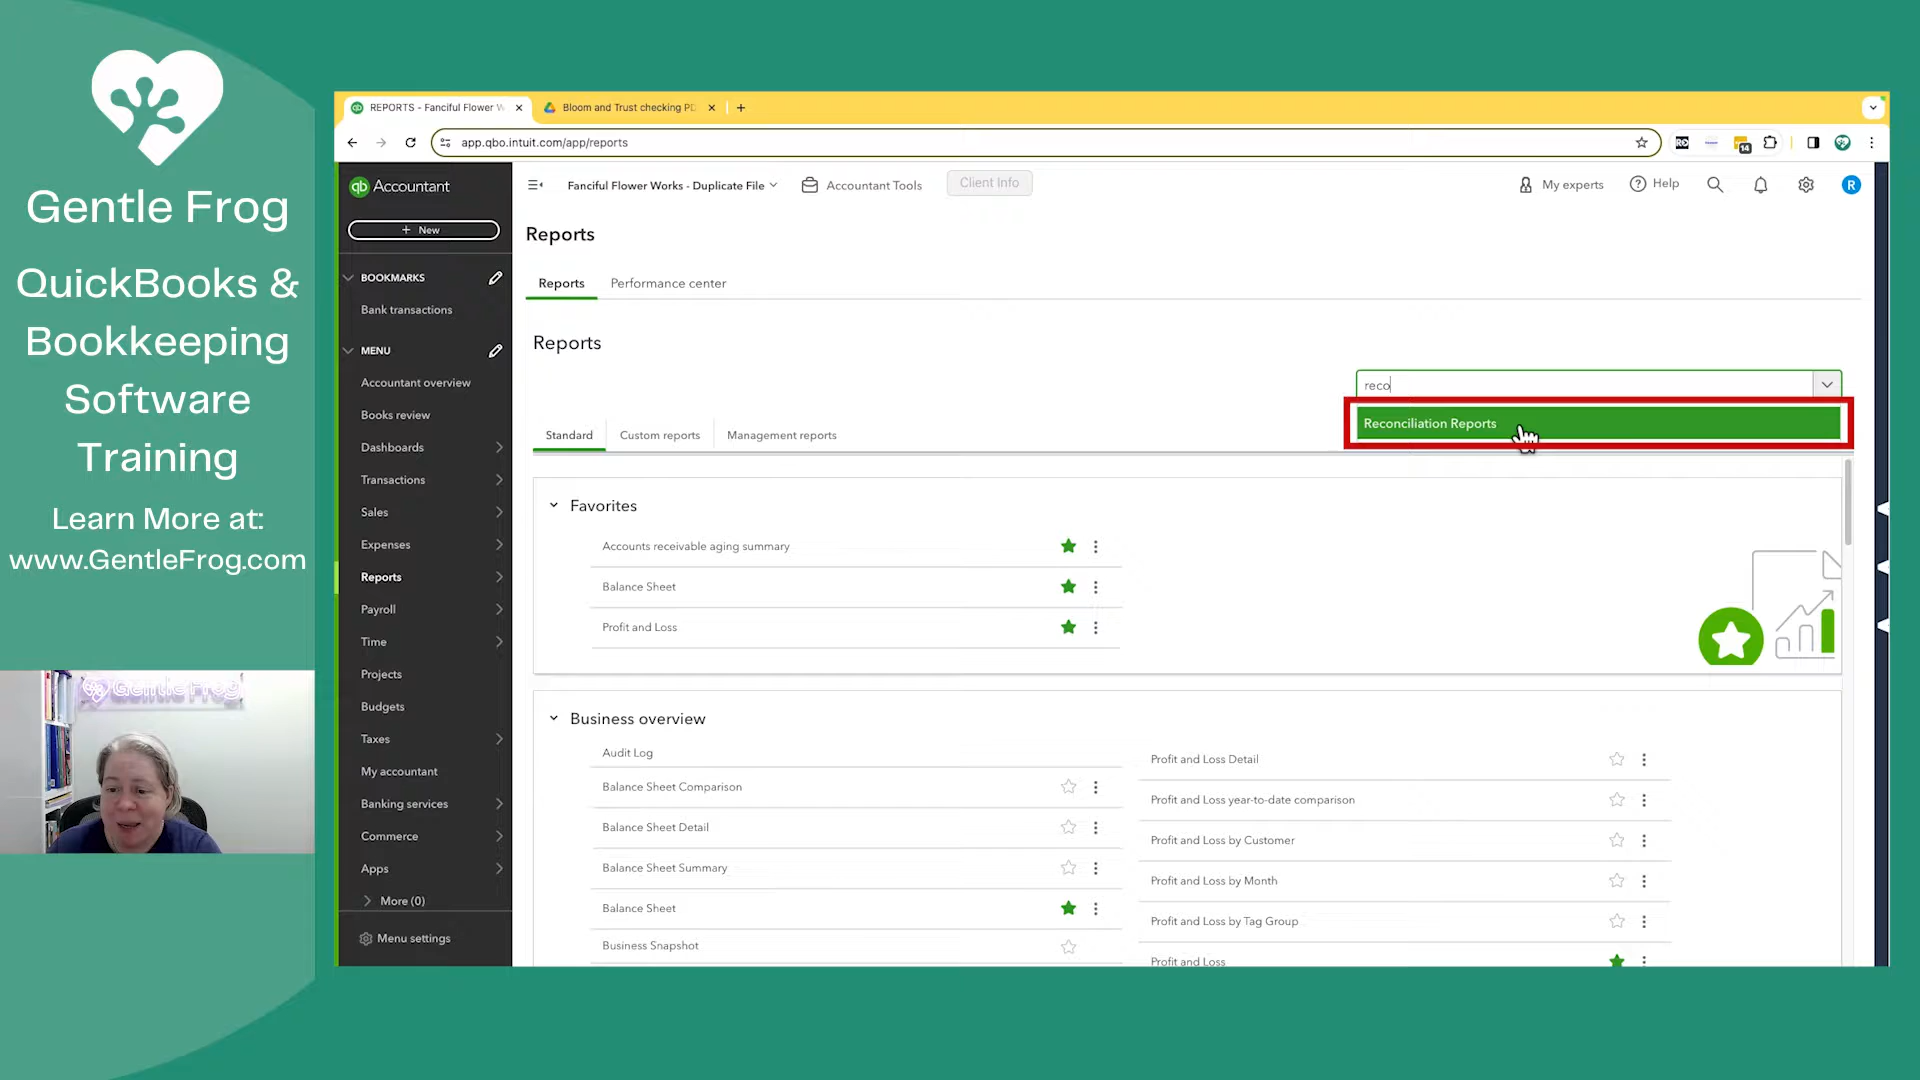 Gentle Frog
QuickBooks &
Bookkeeping
Software
Training
Learn More at:
www.GentleFrog.com
Gentle Frog
REPORTS - Fanciful Flower W
Bloom and Trust checking PD
app.qbo.intuit.com/app/reports
14
qb Accountant
+ New
BOOKMARKS
Bank transactions
MENU
Accountant overview
Books review
Dashboards
Transactions
Sales
Expenses
Reports
Payroll
Time
Projects
Budgets
Taxes
My accountant
Banking services
Commerce
Apps
More (0)
Menu settings
Fanciful Flower Works - Duplicate File
Accountant Tools
Client Info
My experts
Help
R
Reports
Reports
Performance center
Reports
reco
Reconciliation Reports
Standard
Custom reports
Management reports
Favorites
Accounts receivable aging summary
Balance Sheet
Profit and Loss
Business overview
Audit Log
Balance Sheet Comparison
Balance Sheet Detail
Balance Sheet Summary
Balance Sheet
Business Snapshot
Profit and Loss Detail
Profit and Loss year-to-date comparison
Profit and Loss by Customer
Profit and Loss by Month
Profit and Loss by Tag Group
Profit and Loss